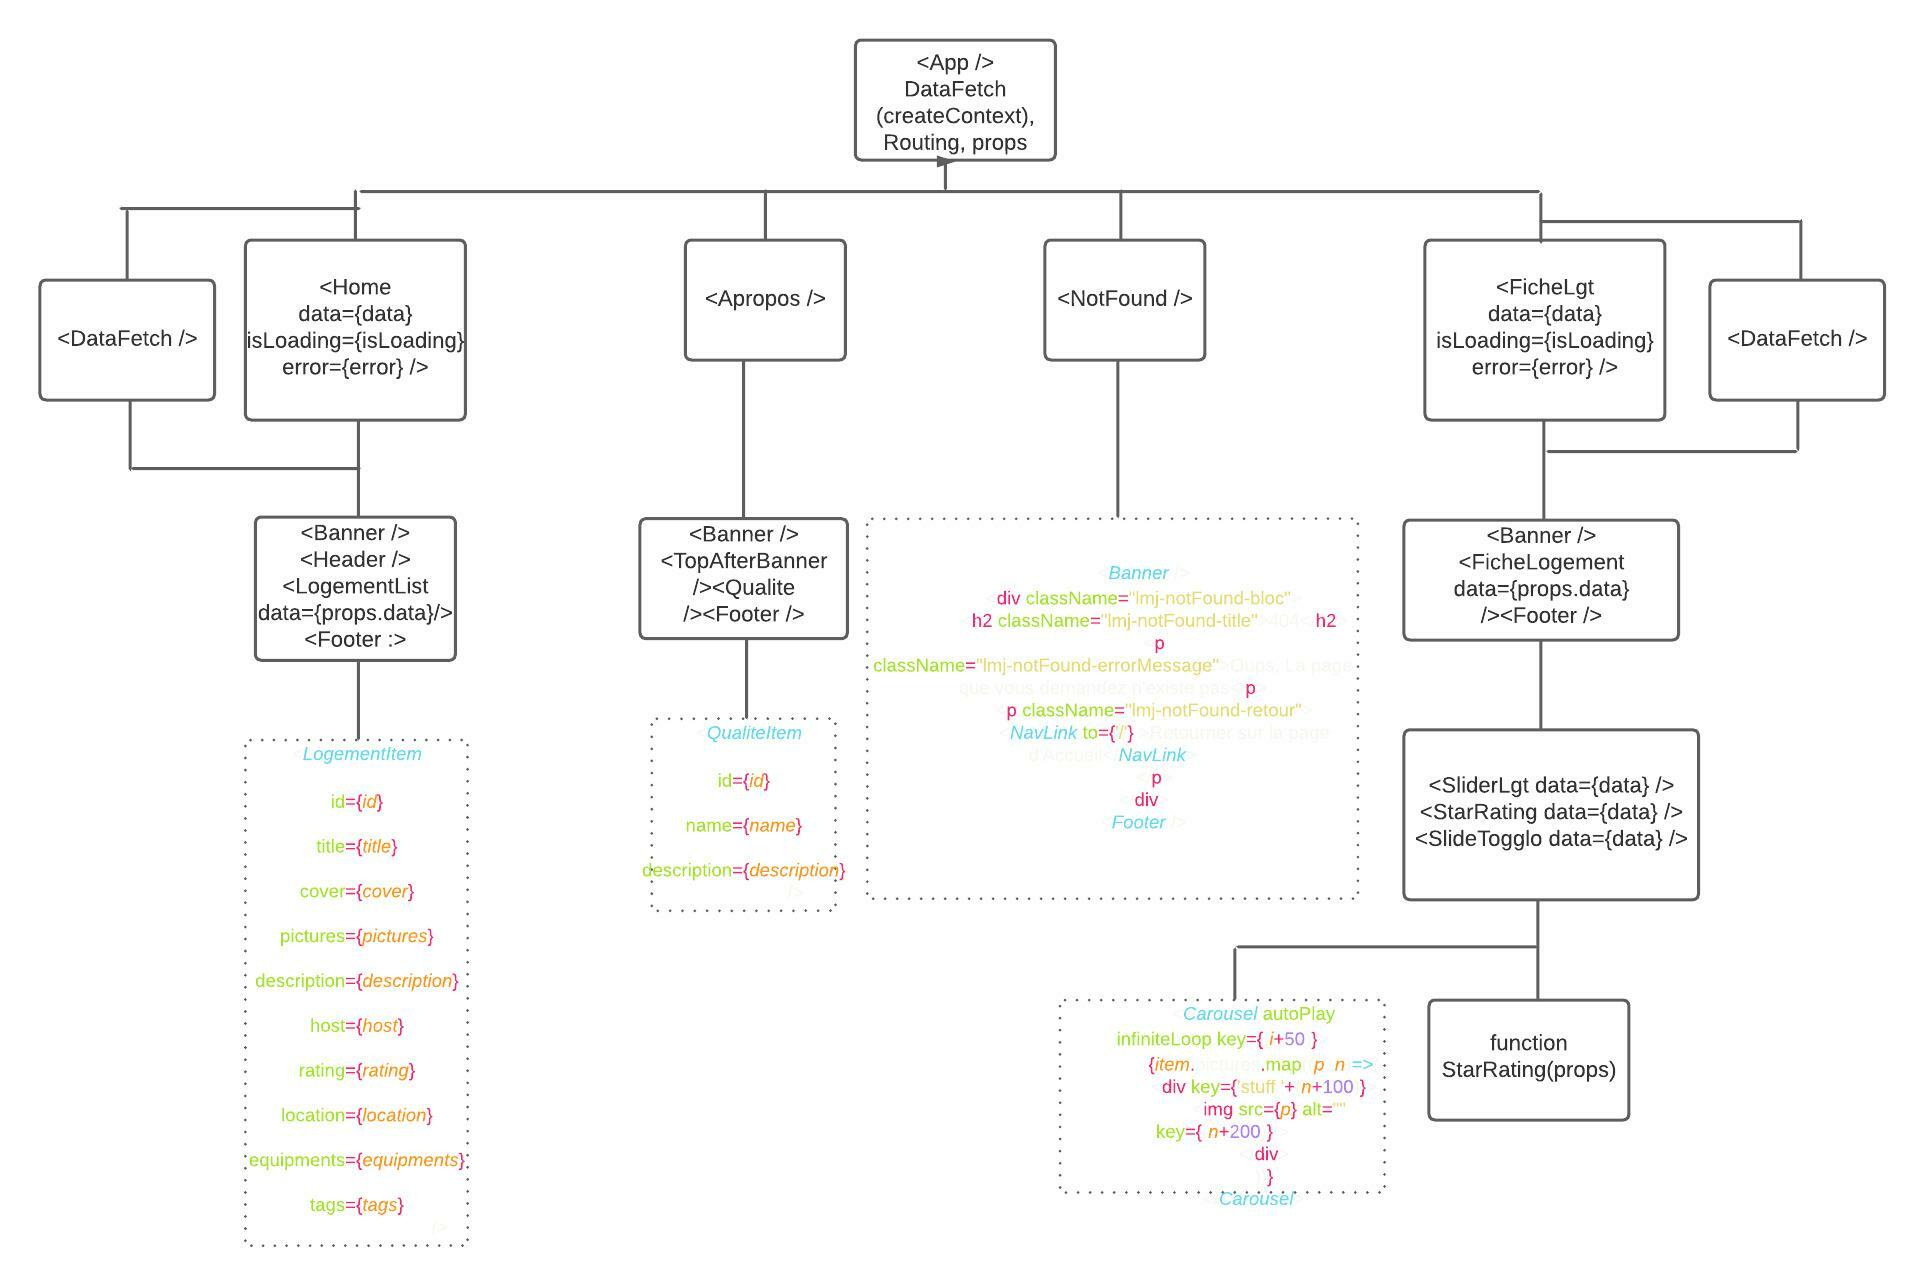 <App />
DataFetch
(createContext),
Routing, props
<DataFetch />
<Home
data={data}
isLoading={isLoading}
error={error} />
<Apropos />
<NotFound />
<FicheLgt
data={data}
isLoading={isLoading}
error={error} />
<DataFetch />
<Banner />
<Header />
<LogementList
data={props.data}/>
<Footer :>
<Banner />
<TopAfterBanner
/><Qualite
/><Footer />
<Banner />
<div className="lmj-notFound-bloc">
<h2 className="lmj-notFound-title">404</h2>
<p
className="lmj-notFound-errorMessage">Oups, La page
que vous demandez n'existe pas</p>
<p className="lmj-notFound-retour">
<NavLink to={'/'}>Retourner sur la page
d'Accueil</NavLink>
</p>
</div>
<Footer />
<Banner />
<FicheLogement
data={props.data}
/><Footer />
<LogementItem
id={id}
title={title}
cover={cover}
pictures={pictures}
description={description}
host={host}
rating={rating}
location={location}
equipments={equipments}
tags={tags}
/>
<QualiteItem
id={id}
name={name}
description={description}
/>
<SliderLgt data={data} />
<StarRating data={data} />
<SlideTogglo data={data} />
<Carousel autoPlay
infiniteLoop key={ i+50 }
{item.pictures.map p n =>
div key={'stuff '+ n+100 }
img src={p} alt=""
key={ n+200 }
</div
}
Carousel
function
StarRating(props)